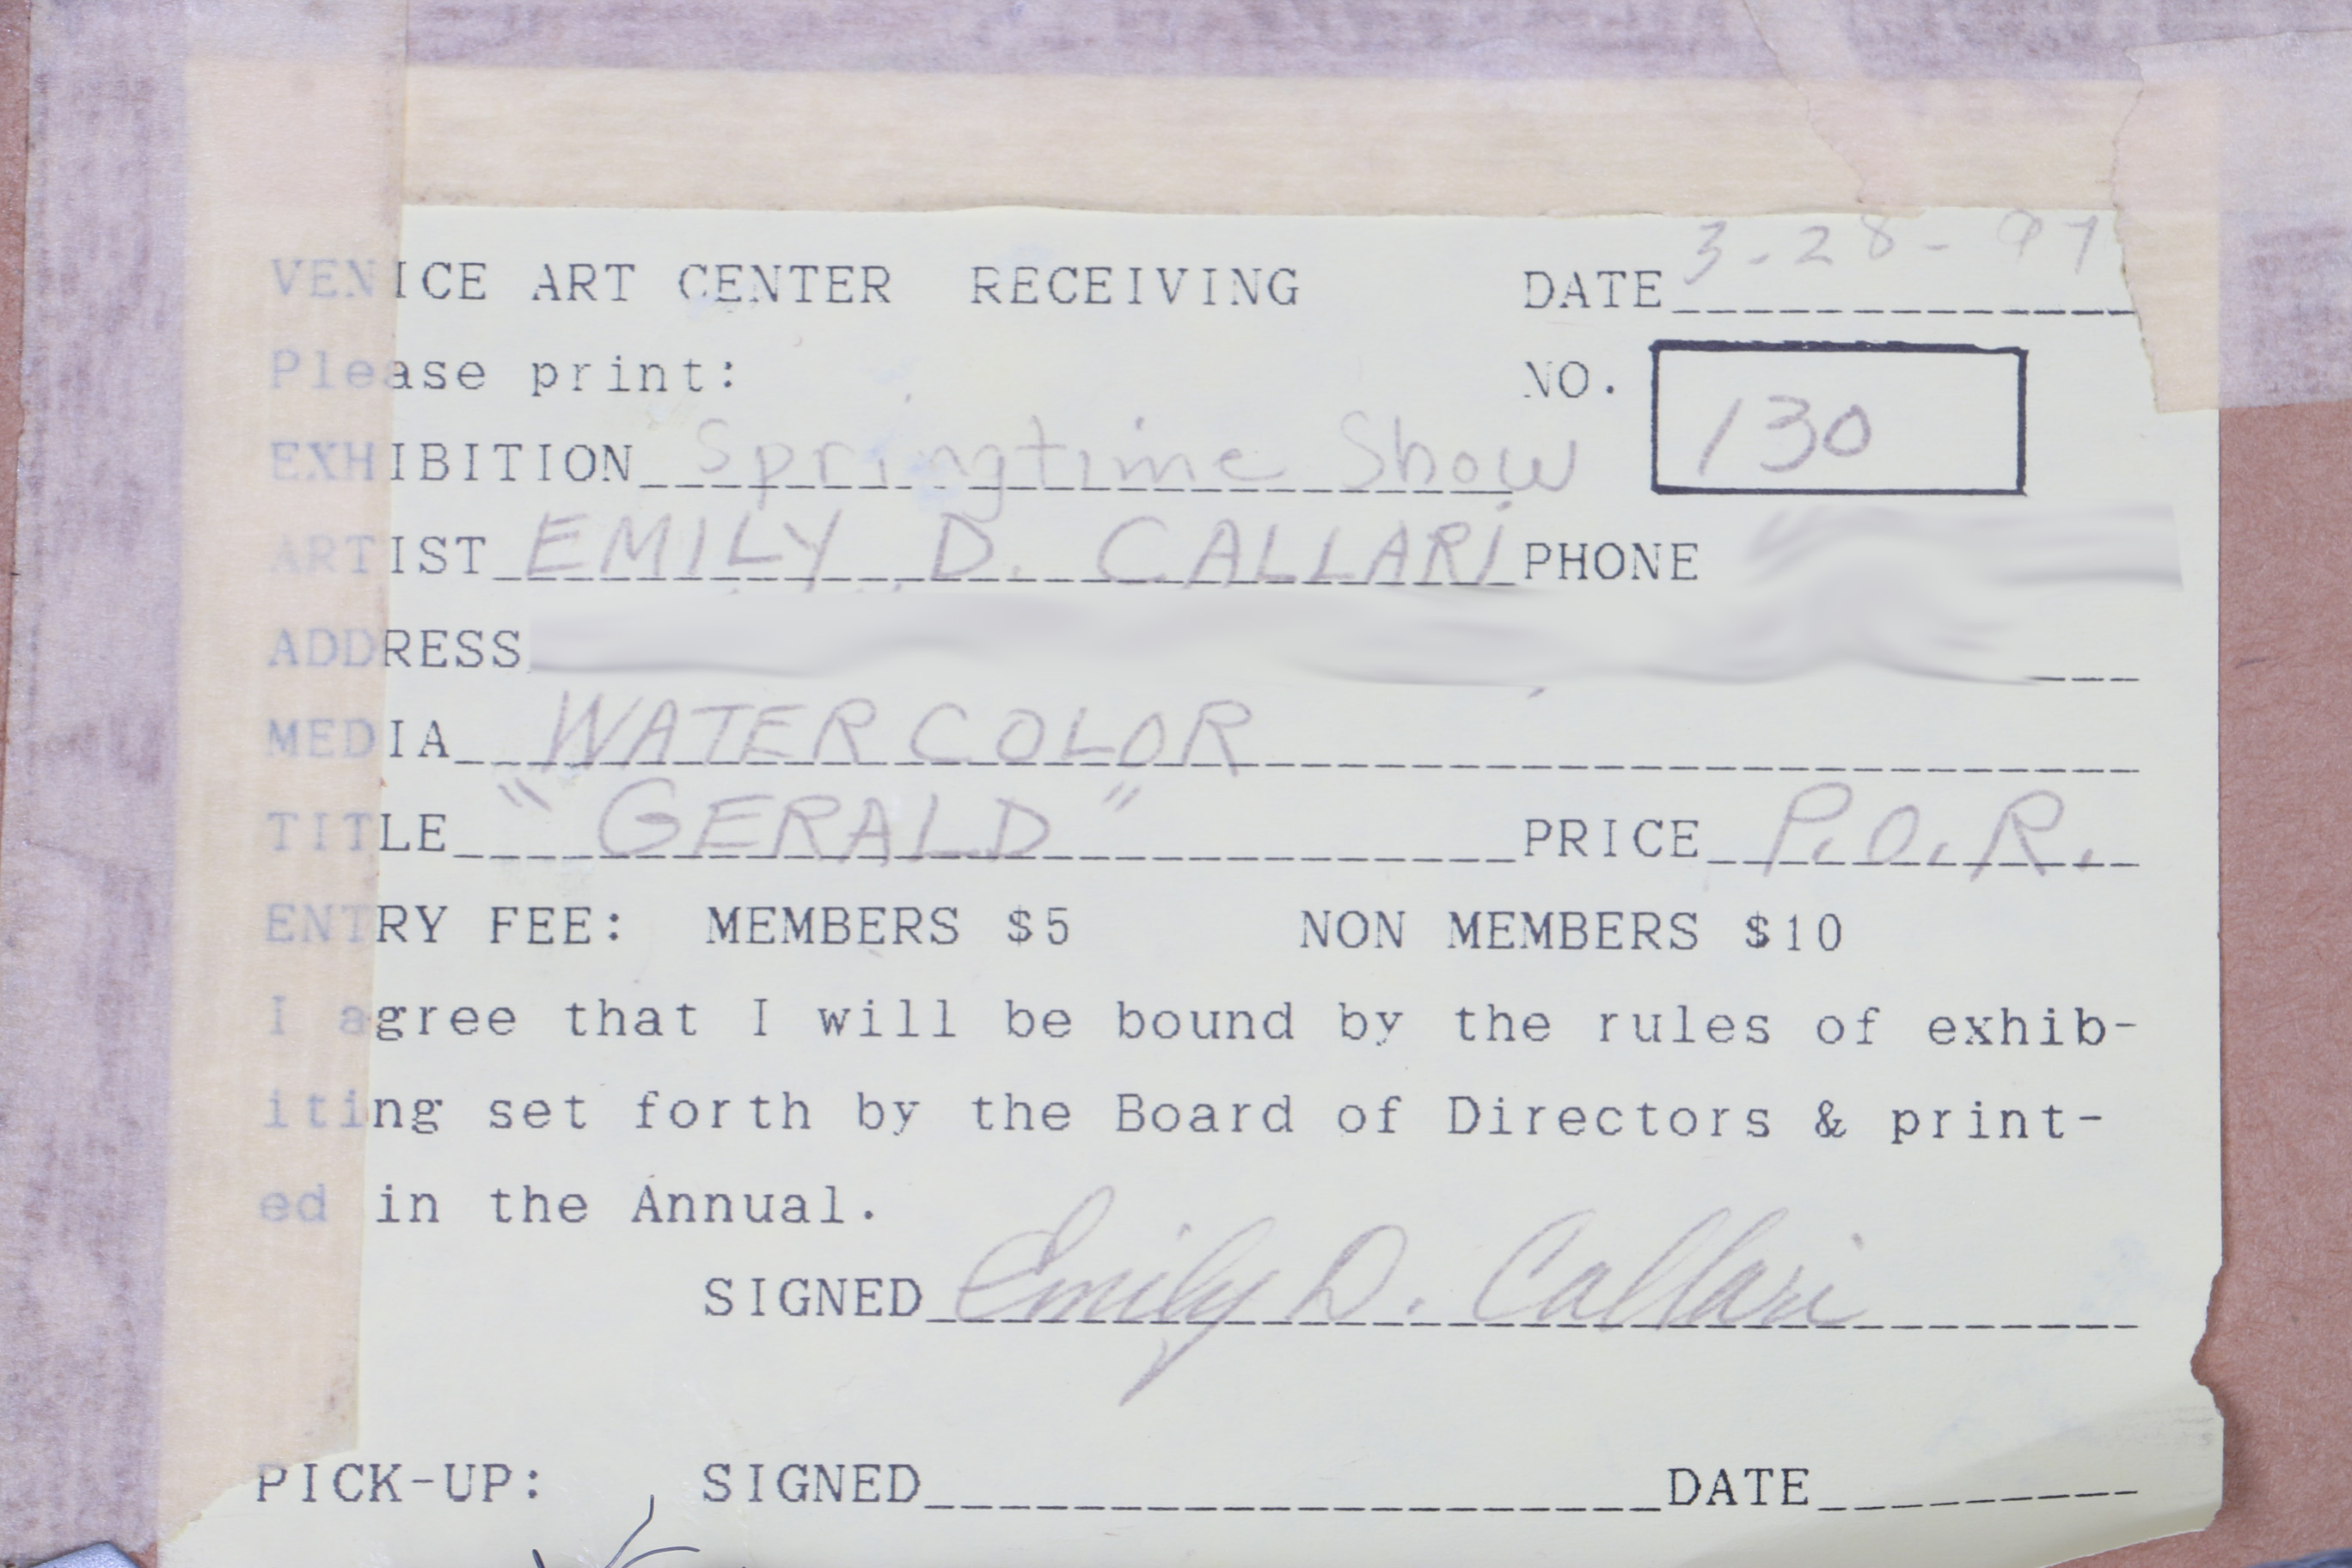 VENICE ART CENTER RECEIVING DATE 3-28-97
Please print: NO. 130
EXHIBITION Springtime Show
ARTIST EMILY D. CALLARI PHONE
ADDRESS
MEDIA WATERCOLOR
TITLE "GERALD" PRICE P.O.R.
ENTRY FEE: MEMBERS $5 NON MEMBERS $10
I agree that I will be bound by the rules of exhib-
iting set forth by the Board of Directors & print-
ed in the Annual.
SIGNED Emily D. Callari
PICK-UP: SIGNED DATE